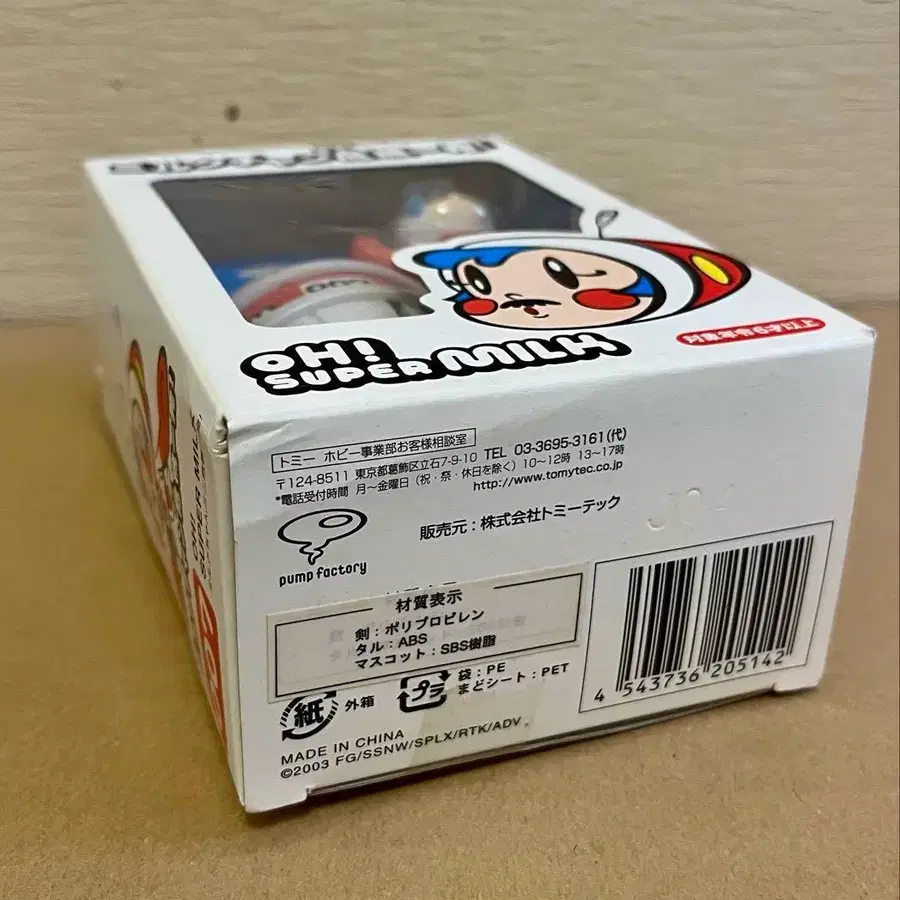 OH!
SUPER MILK
対象年令6才以上
トミー ホビー事業部お客様相談室
〒124-8511 東京都葛飾区立石7-9-10 TEL 03-3695-3161(代)
*電話受付時間 月～金曜日(祝・祭・休日を除く)10～12時 13～17時
http://www.tomytec.co.jp
販売元:株式会社トミーテック
pump factory
材質表示
剣:ポリプロピレン
タル:ABS
マスコット:SBS樹脂
紙 外箱
プラ 袋:PE
まどシート:PET
MADE IN CHINA
©2003 FG/SSNW/SPLX/RTK/ADV.
4 543736 205142
OH!
SUPER MILK